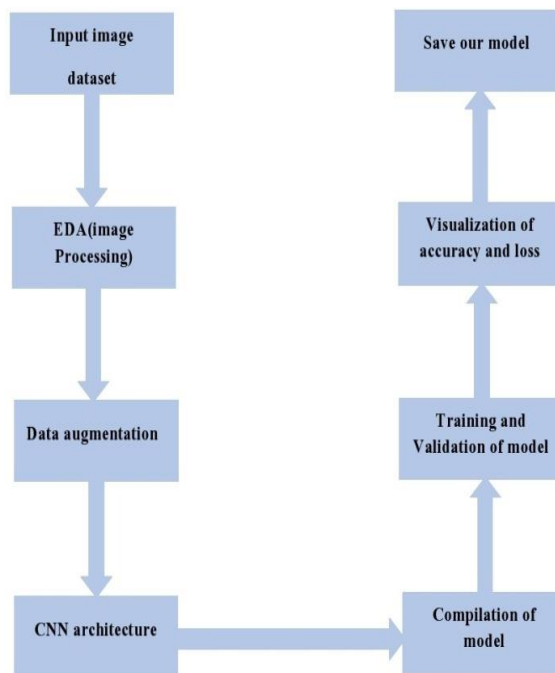 Input image
dataset
EDA(image
Processing)
Data augmentation
CNN architecture
Compilation of
model
Training and
Validation of model
Visualization of
accuracy and loss
Save our model